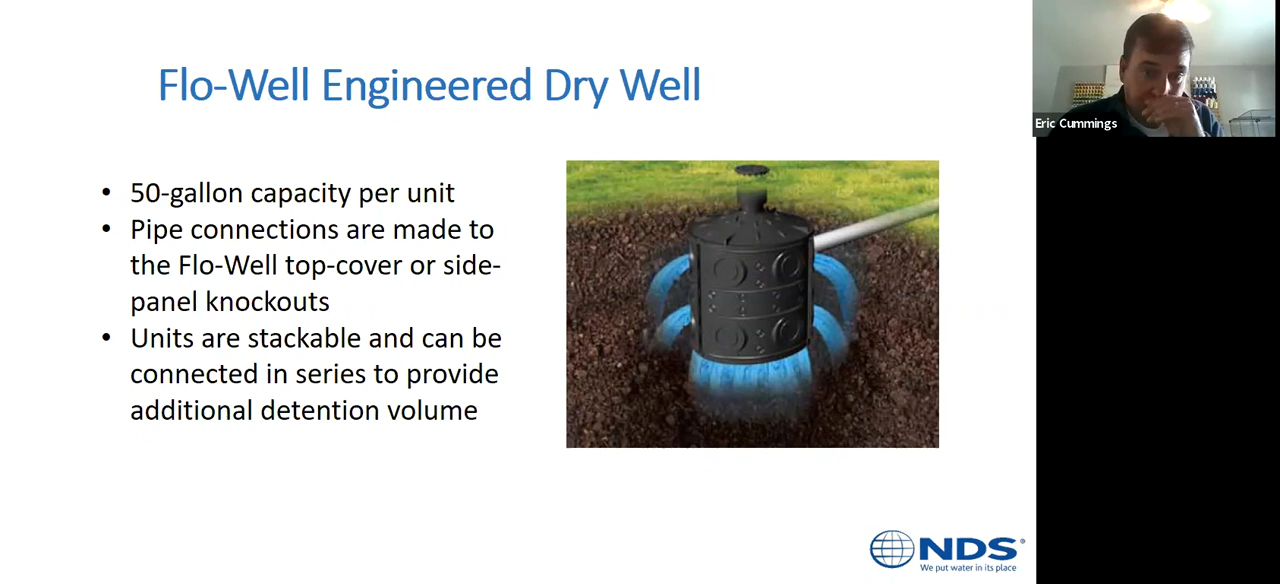 Flo-Well Engineered Dry Well
• 50-gallon capacity per unit
• Pipe connections are made to
the Flo-Well top-cover or side-
panel knockouts
• Units are stackable and can be
connected in series to provide
additional detention volume
Eric Cummings
NDS®
We put water in its place